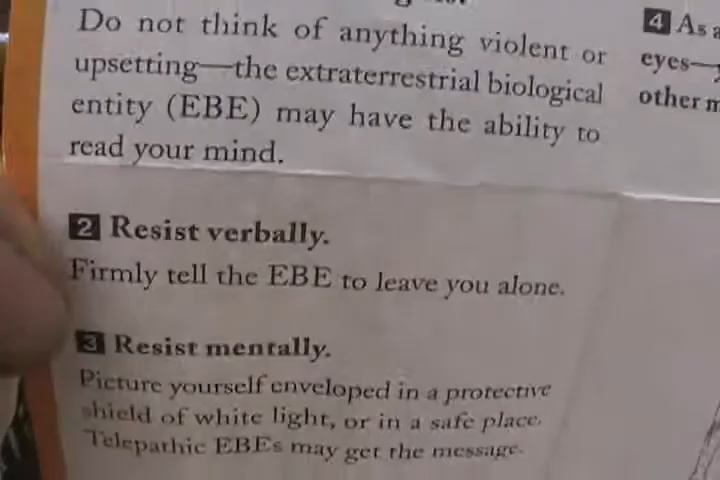 Do not think of anything violent or
upsetting—the extraterrestrial biological
entity (EBE) may have the ability to
read your mind.
2 Resist verbally.
Firmly tell the EBE to leave you alone.
3 Resist mentally.
Picture yourself enveloped in a protective
shield of white light, or in a safe place.
Telepathic EBEs may get the message.
4 As a
eyes—
other m